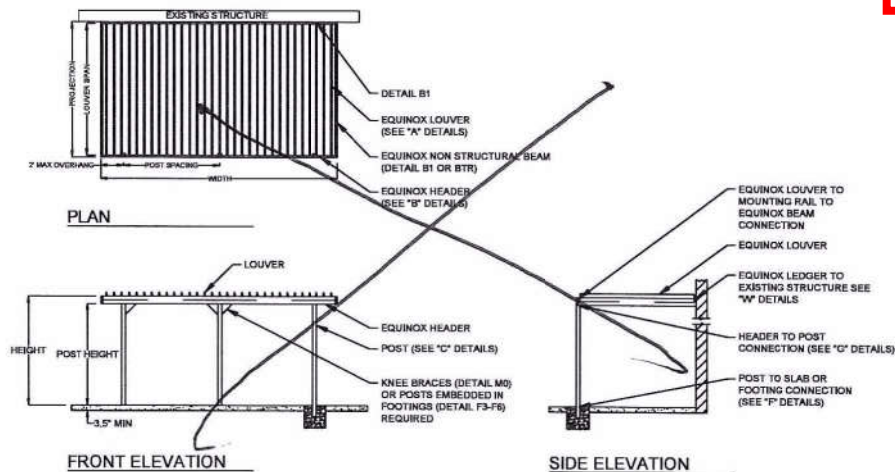 EXISTING STRUCTURE
PROJECTION
LOUVER SPAN
DETAIL B1
EQUINOX LOUVER
(SEE "A" DETAILS)
EQUINOX NON STRUCTURAL BEAM
(DETAIL B1 OR BTR)
2' MAX OVERHANG
POST SPACING
WIDTH
EQUINOX HEADER
(SEE "B" DETAILS)
PLAN
EQUINOX LOUVER TO
MOUNTING RAIL TO
EQUINOX BEAM
CONNECTION
EQUINOX LOUVER
EQUINOX LEDGER TO
EXISTING STRUCTURE SEE
"W" DETAILS
HEADER TO POST
CONNECTION (SEE "C" DETAILS)
POST TO SLAB OR
FOOTING CONNECTION
(SEE "F" DETAILS)
LOUVER
EQUINOX HEADER
POST (SEE "C" DETAILS)
HEIGHT
POST HEIGHT
KNEE BRACES (DETAIL M0)
OR POSTS EMBEDDED IN
FOOTINGS (DETAIL F3-F6)
REQUIRED
3.5" MIN
FRONT ELEVATION
SIDE ELEVATION